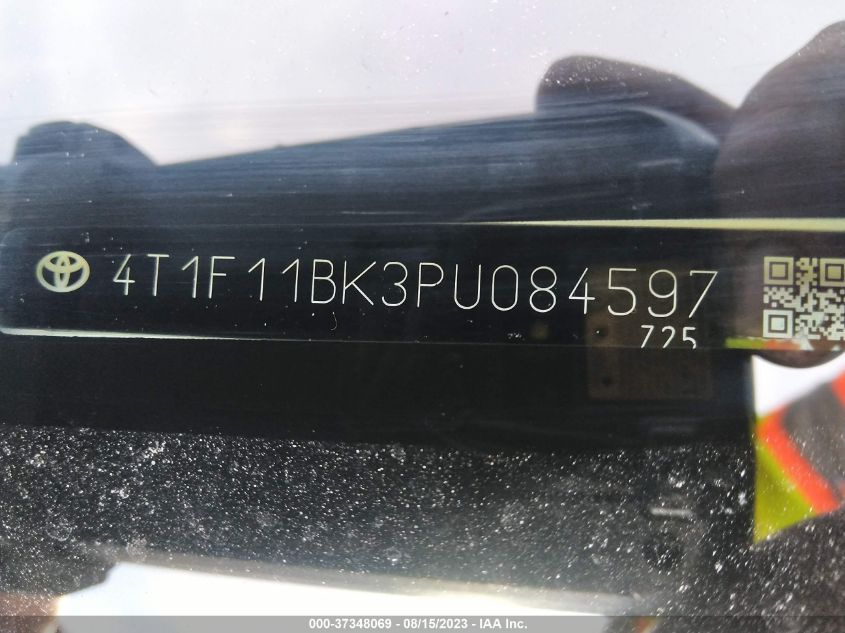 4T1F11BK3PU084597
725
000-37348069 - 08/15/2023 - IAA Inc.